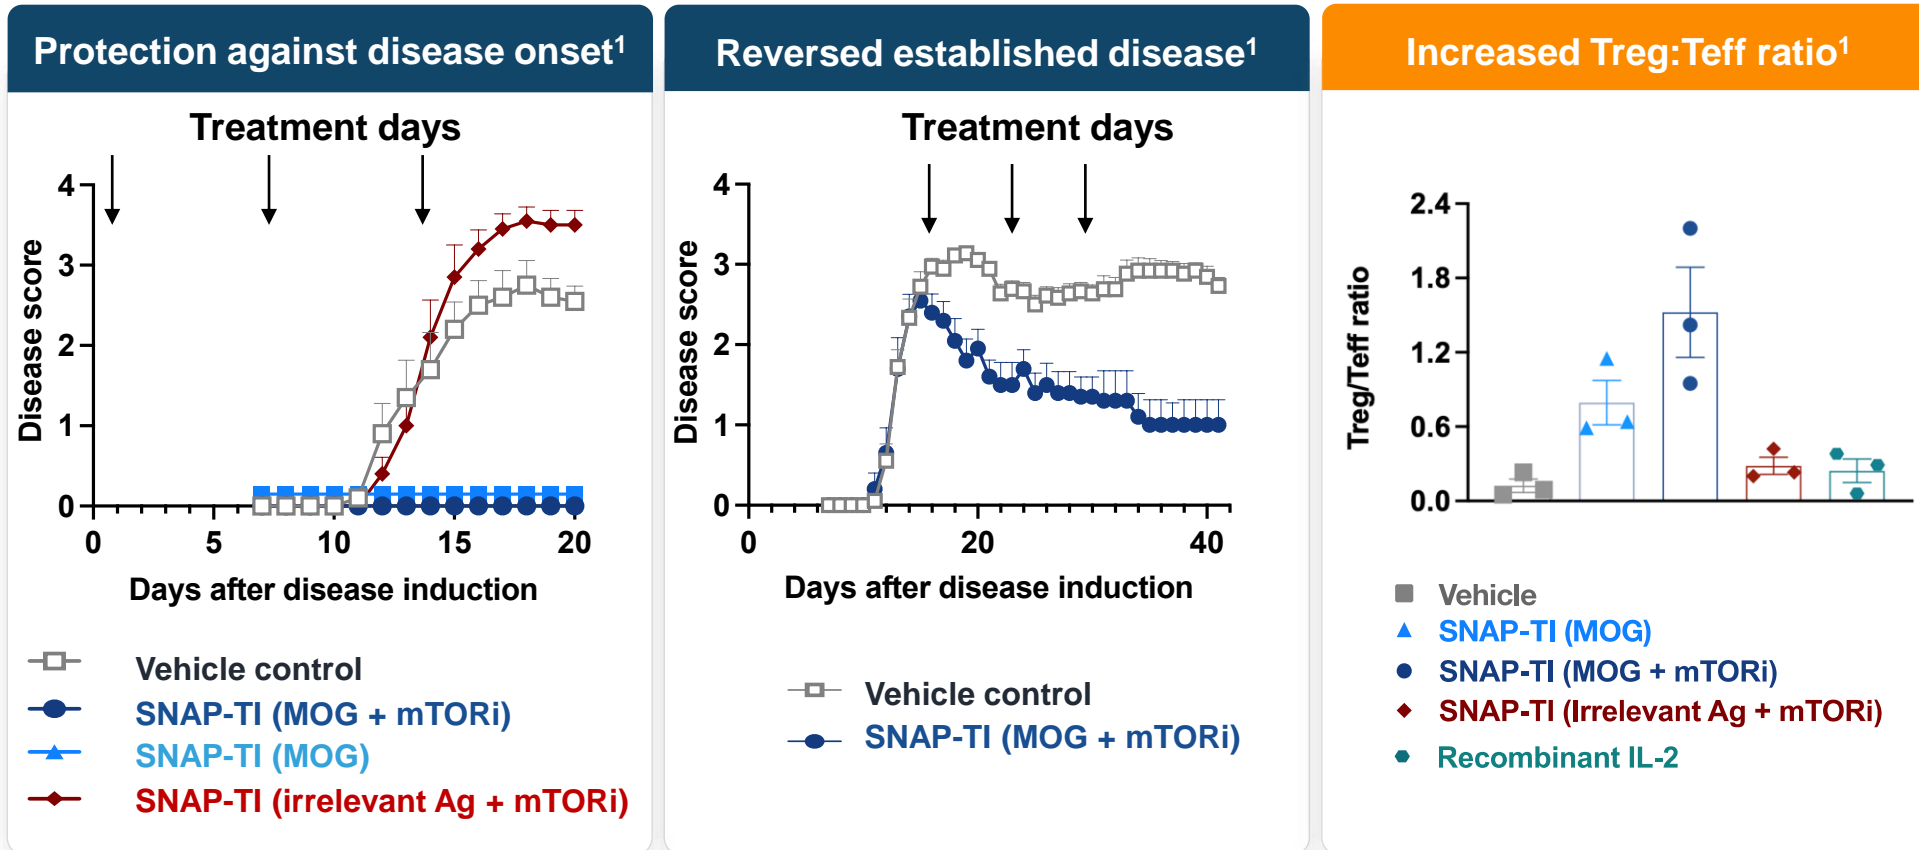 Protection against disease onset¹
Treatment days
4
3
2
1
0
Disease score
0 5 10 15 20
Days after disease induction
Vehicle control
SNAP-TI (MOG + mTORi)
SNAP-TI (MOG)
SNAP-TI (irrelevant Ag + mTORi)
Reversed established disease¹
Treatment days
4
3
2
1
0
Disease score
0 20 40
Days after disease induction
Vehicle control
SNAP-TI (MOG + mTORi)
Increased Treg:Teff ratio¹
2.4
1.8
1.2
0.6
0.0
Treg/Teff ratio
Vehicle
SNAP-TI (MOG)
SNAP-TI (MOG + mTORi)
SNAP-TI (Irrelevant Ag + mTORi)
Recombinant IL-2